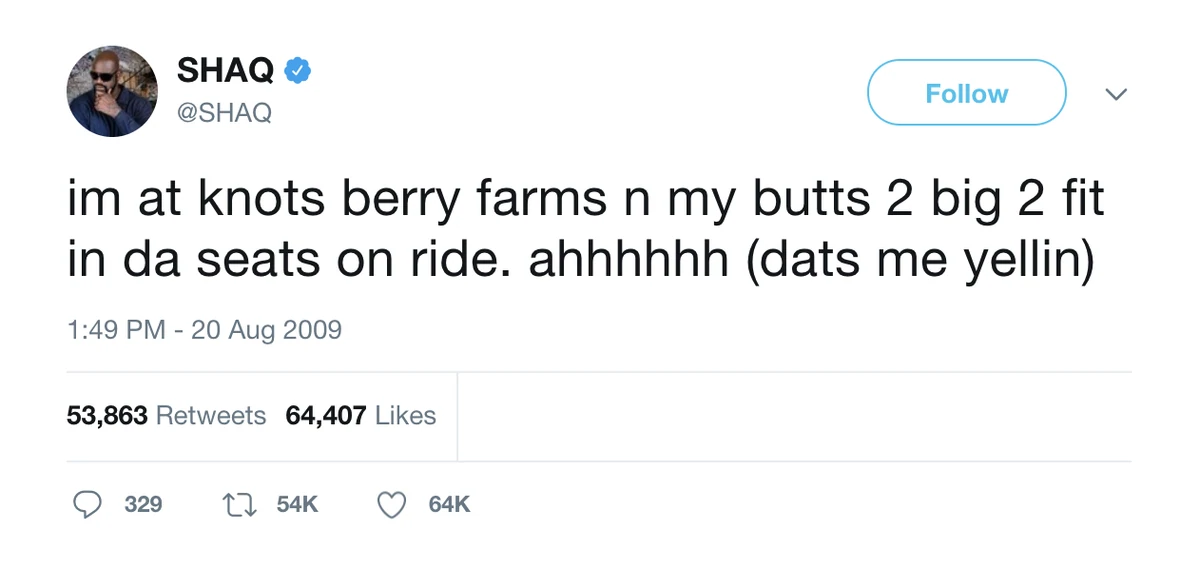 SHAQ
@SHAQ
Follow
im at knots berry farms n my butts 2 big 2 fit
in da seats on ride. ahhhhhh (dats me yellin)
1:49 PM - 20 Aug 2009
53,863 Retweets 64,407 Likes
329 54K 64K